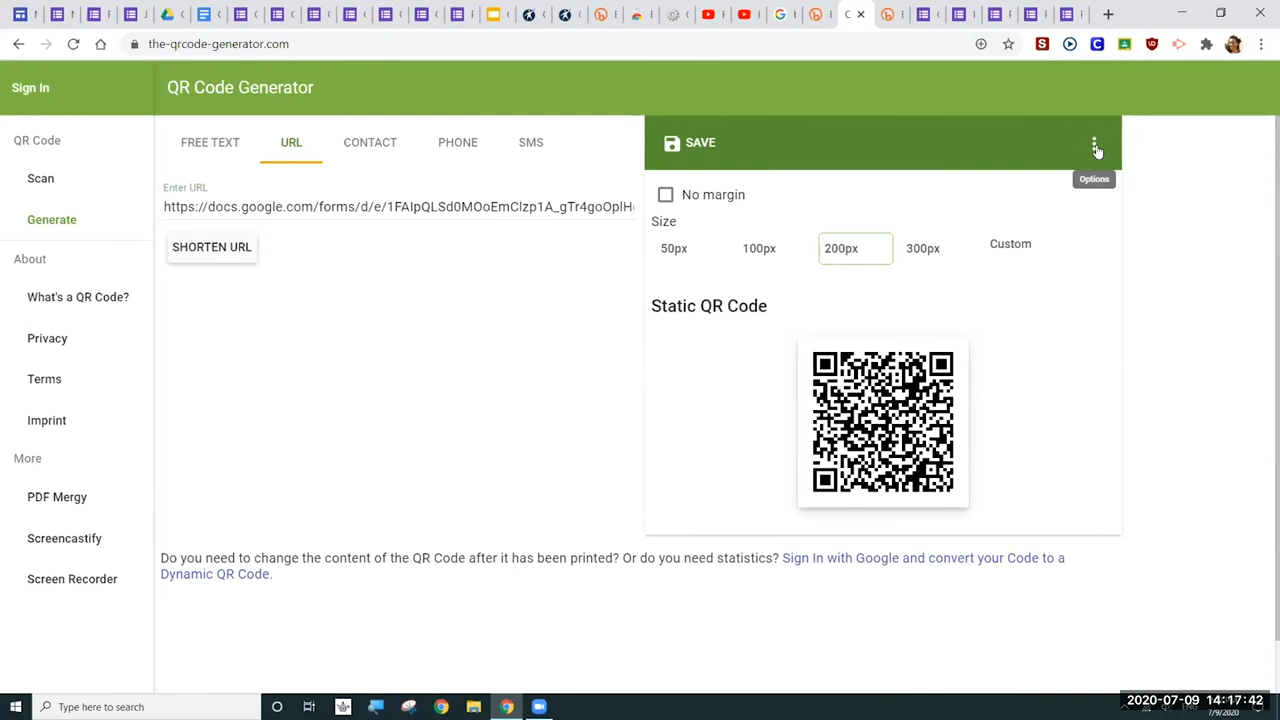 the-qrcode-generator.com
Sign In
QR Code Generator
QR Code
Scan
Generate
About
What's a QR Code?
Privacy
Terms
Imprint
More
PDF Mergy
Screencastify
Screen Recorder
FREE TEXT
URL
CONTACT
PHONE
SMS
Enter URL
https://docs.google.com/forms/d/e/1FAIpQLSd0MOoEmClzp1A_gTr4goOplH
SHORTEN URL
SAVE
Options
No margin
Size
50px
100px
200px
300px
Custom
Static QR Code
Do you need to change the content of the QR Code after it has been printed? Or do you need statistics? Sign In with Google and convert your Code to a
Dynamic QR Code.
Type here to search
2020-07-09 14:17:42
7/9/2020